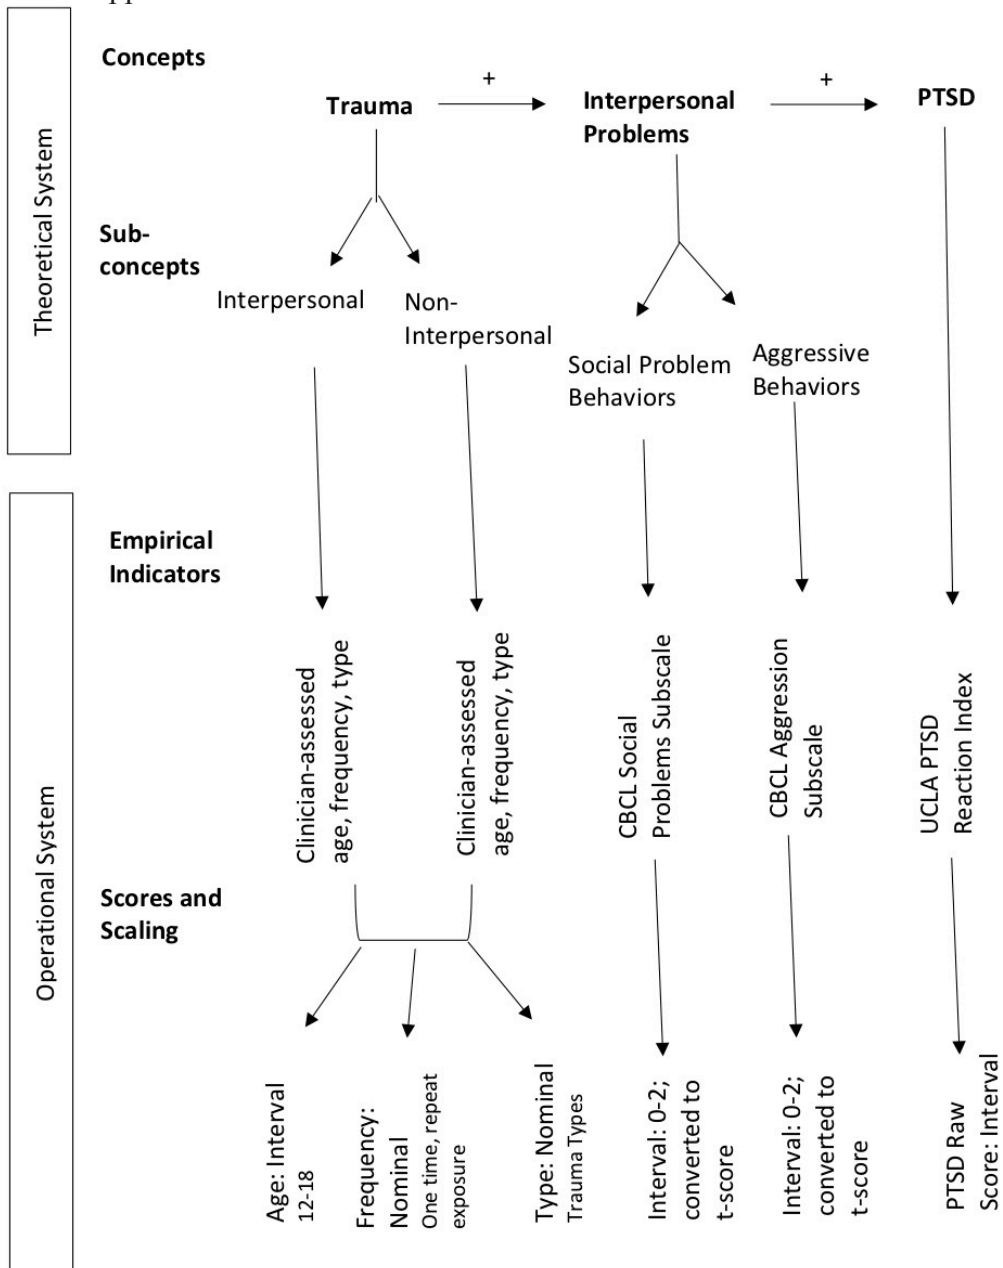 Concepts
Trauma
+
Interpersonal
Problems
+
PTSD
Theoretical System
Sub-
concepts
Interpersonal
Non-
Interpersonal
Social Problem
Behaviors
Aggressive
Behaviors
Operational System
Empirical
Indicators
Clinician-assessed
age, frequency, type
Clinician-assessed
age, frequency, type
CBCL Social
Problems Subscale
CBCL Aggression
Subscale
UCLA PTSD
Reaction Index
Scores and
Scaling
Age: Interval
12-18
Frequency:
Nominal
One time, repeat
exposure
Type: Nominal
Trauma Types
Interval: 0-2;
converted to
t-score
Interval: 0-2;
converted to
t-score
PTSD Raw
Score: Interval